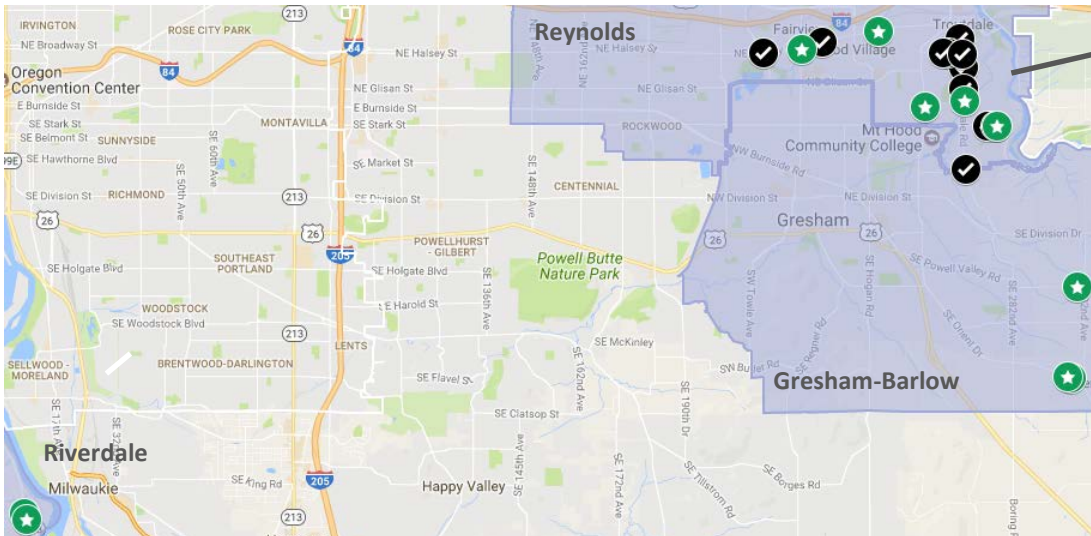 IRVINGTON
NE Broadway St
ROSE CITY PARK
213
84
Oregon
Convention Center
E Burnside St
SE Stark St
SE Belmont St
SUNNYSIDE
SE Hawthorne Blvd
99E
RICHMOND
SE Division St
26
SE 50th Ave
SE 60th Ave
NE Halsey St
84
NE Glisan St
E Burnside St
SE Stark St
MONTAVILLA
SE Market St
213
SE Division St
26
205
Reynolds
NE 148th Ave
NE Halsey St
NE Glisan St
ROCKWOOD
SE 148th Ave
CENTENNIAL
Fairview
84
Troutdale
Mt Hood
Community College
NW Burnside Rd
NW Division St
NE Division St
Gresham
26
26
SE Division Dr
SE Powell Valley Rd
SE Hogan Rd
SW Towle Ave
SE 282nd Ave
SE Orient Dr
SE Regner Rd
SW Butler Rd
Gresham-Barlow
SE Holgate Blvd
SOUTHEAST
PORTLAND
POWELLHURST
- GILBERT
SE Holgate Blvd
SE 136th Ave
Powell Butte
Nature Park
WOODSTOCK
SE Woodstock Blvd
SE Harold St
213
SELLWOOD -
MORELAND
BRENTWOOD-DARLINGTON
LENTS
SE Flavel St
SE McKinley
SE 162nd Ave
SE 190th Dr
SE Clatsop St
SE 17th Ave
SE 32nd Ave
Riverdale
Milwaukie
SE King Rd
205
213
Happy Valley
SE 145th Ave
SE 172nd Ave
SE Tillstrom Rd
SE Borges Rd